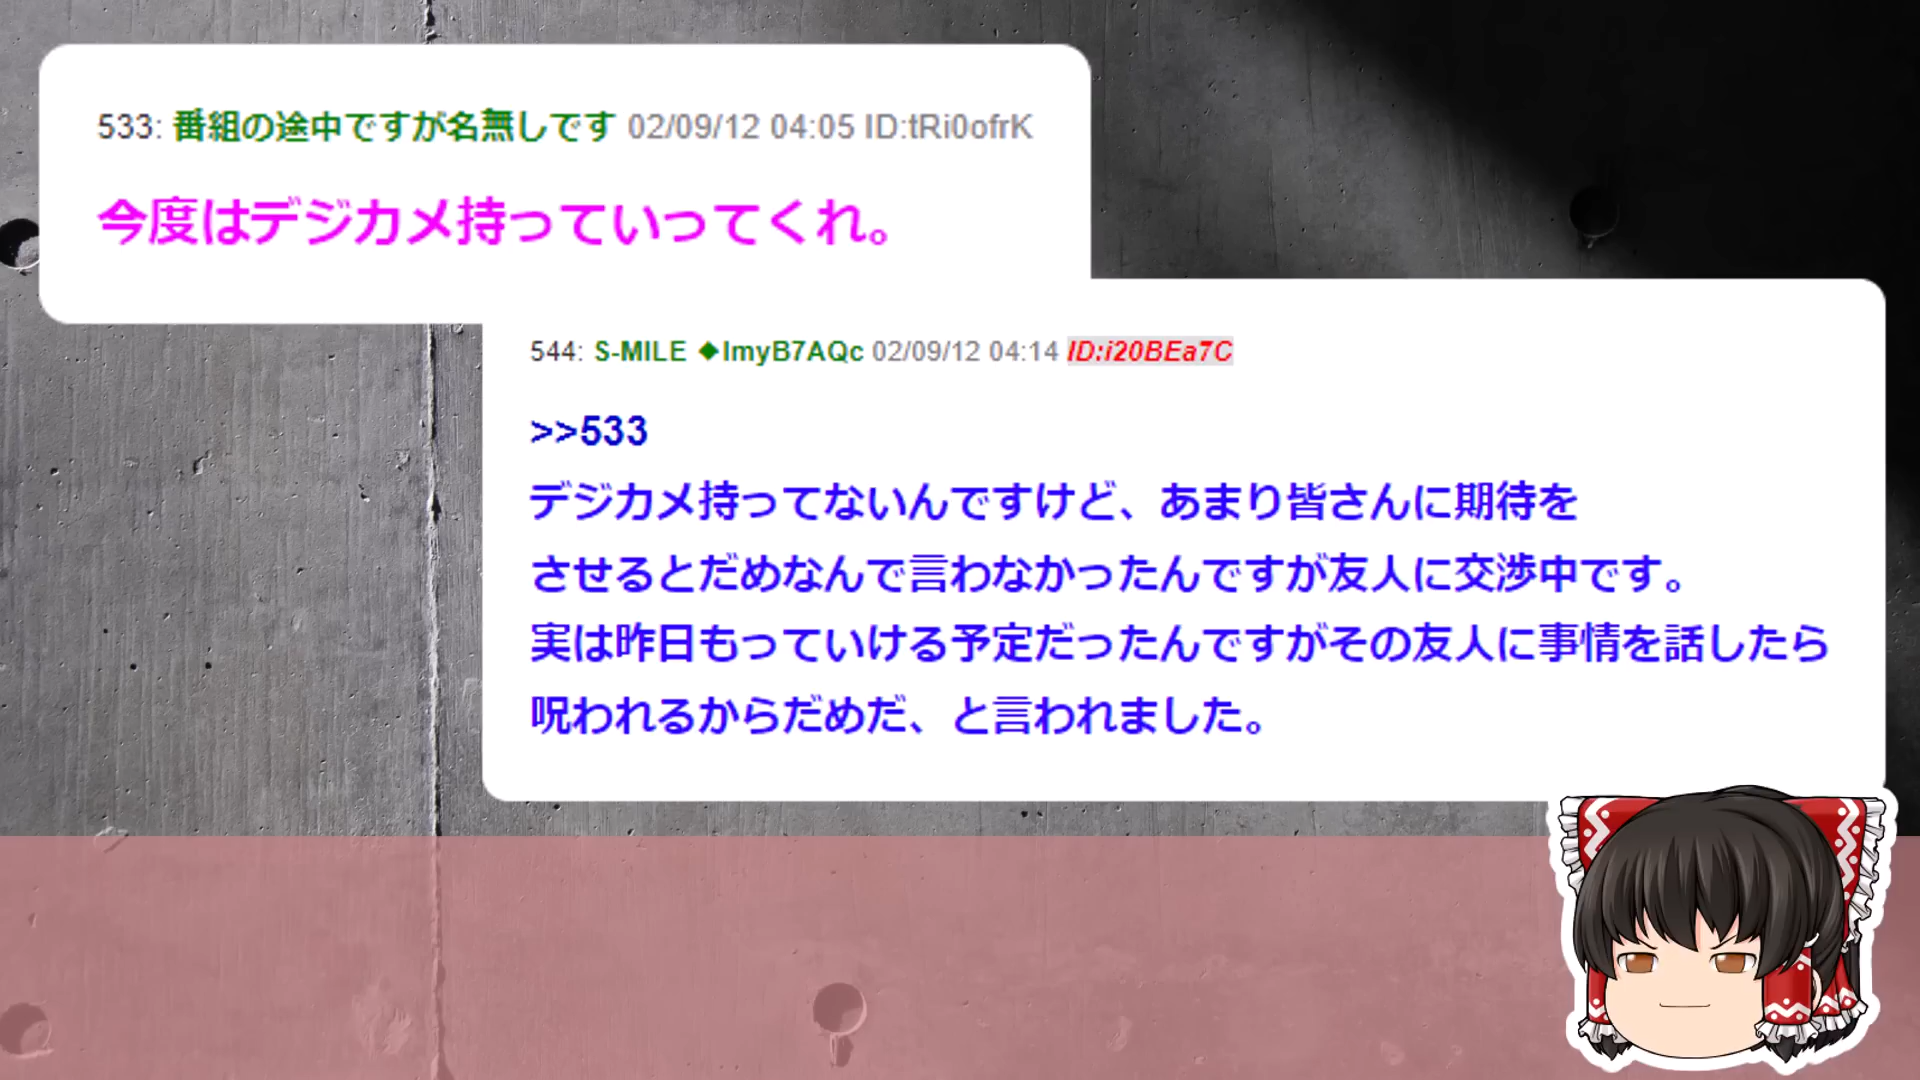 533: 番組の途中ですが名無しです 02/09/12 04:05 ID:tRi0ofrK
今度はデジカメ持っていってくれ。
544: S-MILE ◆lmyB7AQc 02/09/12 04:14 ID:i20BEa7C
>>533
デジカメ持ってないんですけど、あまり皆さんに期待を
させるとだめなんで言わなかったんですが友人に交渉中です。
実は昨日もっていける予定だったんですがその友人に事情を話したら
呪われるからだめだ、と言われました。